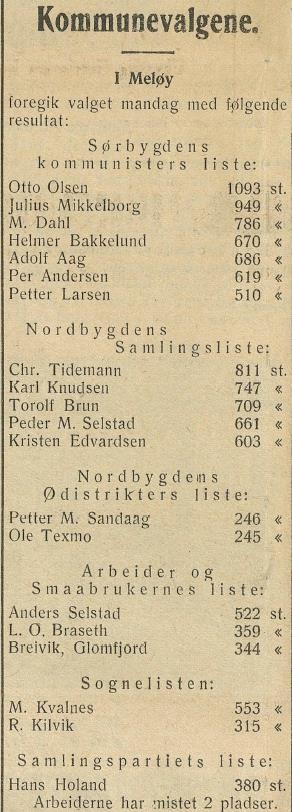 Kommunevalgene.
I Meløy
foregik valget mandag med følgende
resultat:
Sørbygdens
kommunisters liste:
Otto Olsen 1093 st.
Julius Mikkelborg 949 «
M. Dahl 786 «
Helmer Bakkelund 670 «
Adolf Aag 686 «
Per Andersen 619 «
Petter Larsen 510 «
Nordbygdens
Samlingsliste:
Chr. Tidemann 811 st.
Karl Knudsen 747 «
Torolf Brun 709 «
Peder M. Selstad 661 «
Kristen Edvardsen 603 «
Nordbygdens
Ødistrikters liste:
Petter M. Sandaag 246 «
Ole Texmo 245 «
Arbeider og
Smaabrukernes liste:
Anders Selstad 522 st.
L. O. Braseth 359 «
Breivik, Glomfjord 344 «
Sognelisten:
M. Kvalnes 553 «
R. Kilvik 315 «
Samlingspartiets liste:
Hans Holand 380 st.
Arbeiderne har mistet 2 pladser.